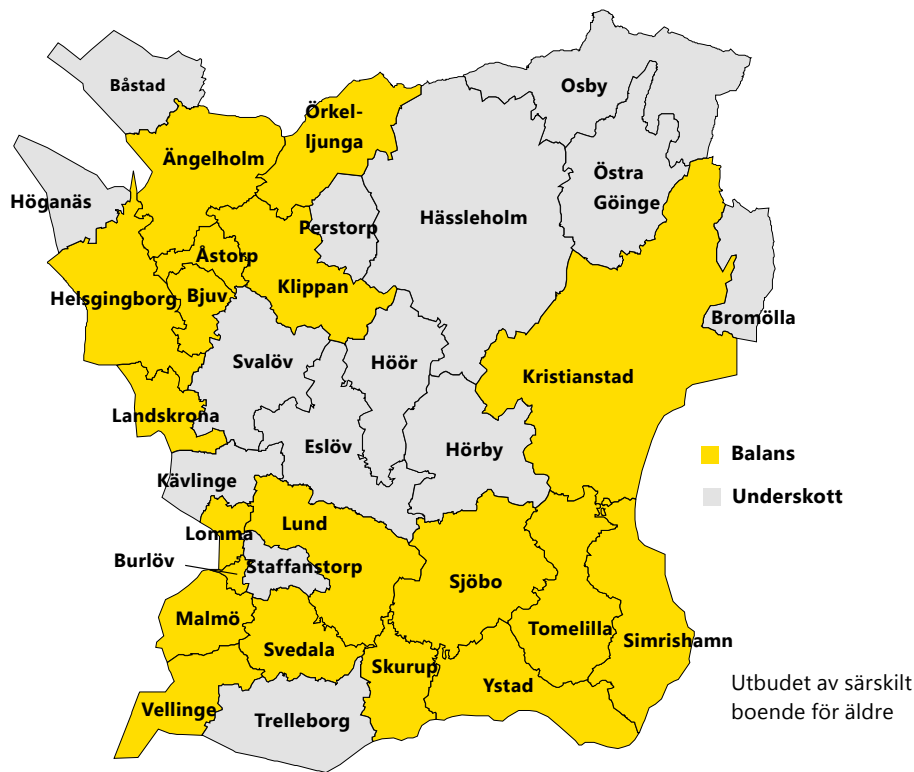 Båstad
Osby
Örkel-
ljunga
Ängelholm
Östra
Göinge
Höganäs
Perstorp
Hässleholm
Åstorp
Helsgingborg
Bjuv
Klippan
Bromölla
Svalöv
Höör
Kristianstad
Landskrona
Eslöv
Hörby
Balans
Kävlinge
Underskott
Lomma
Lund
Burlöv
Staffanstorp
Sjöbo
Malmö
Tomelilla
Simrishamn
Svedala
Skurup
Ystad
Vellinge
Trelleborg
Utbudet av särskilt
boende för äldre